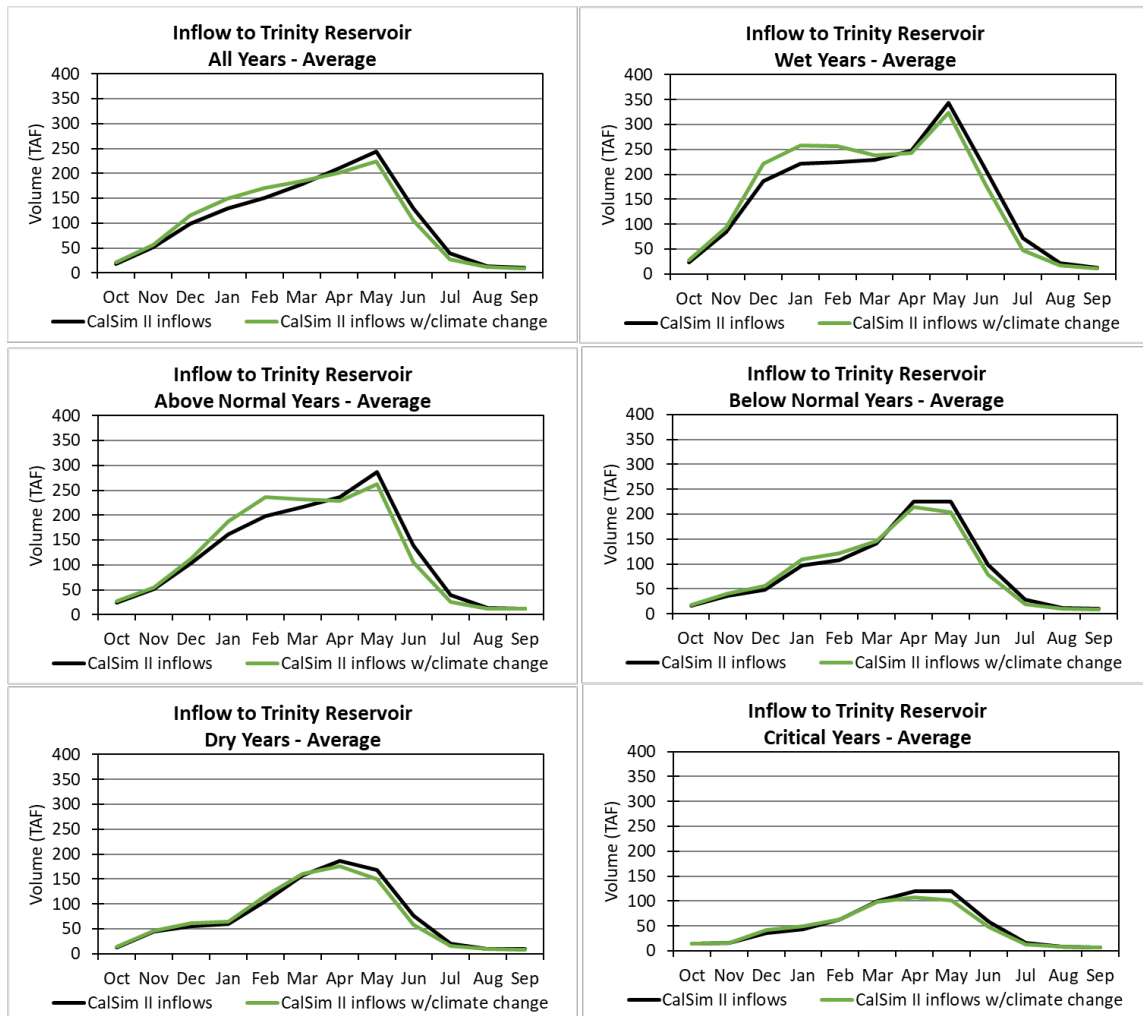 Inflow to Trinity Reservoir
All Years - Average
Volume (TAF)
400
350
300
250
200
150
100
50
0
Oct Nov Dec Jan Feb Mar Apr May Jun Jul Aug Sep
CalSim II inflows CalSim II inflows w/climate change
Inflow to Trinity Reservoir
Wet Years - Average
Volume (TAF)
400
350
300
250
200
150
100
50
0
Oct Nov Dec Jan Feb Mar Apr May Jun Jul Aug Sep
CalSim II inflows CalSim II inflows w/climate change
Inflow to Trinity Reservoir
Above Normal Years - Average
Volume (TAF)
400
350
300
250
200
150
100
50
0
Oct Nov Dec Jan Feb Mar Apr May Jun Jul Aug Sep
CalSim II inflows CalSim II inflows w/climate change
Inflow to Trinity Reservoir
Below Normal Years - Average
Volume (TAF)
400
350
300
250
200
150
100
50
0
Oct Nov Dec Jan Feb Mar Apr May Jun Jul Aug Sep
CalSim II inflows CalSim II inflows w/climate change
Inflow to Trinity Reservoir
Dry Years - Average
Volume (TAF)
400
350
300
250
200
150
100
50
0
Oct Nov Dec Jan Feb Mar Apr May Jun Jul Aug Sep
CalSim II inflows CalSim II inflows w/climate change
Inflow to Trinity Reservoir
Critical Years - Average
Volume (TAF)
400
350
300
250
200
150
100
50
0
Oct Nov Dec Jan Feb Mar Apr May Jun Jul Aug Sep
CalSim II inflows CalSim II inflows w/climate change